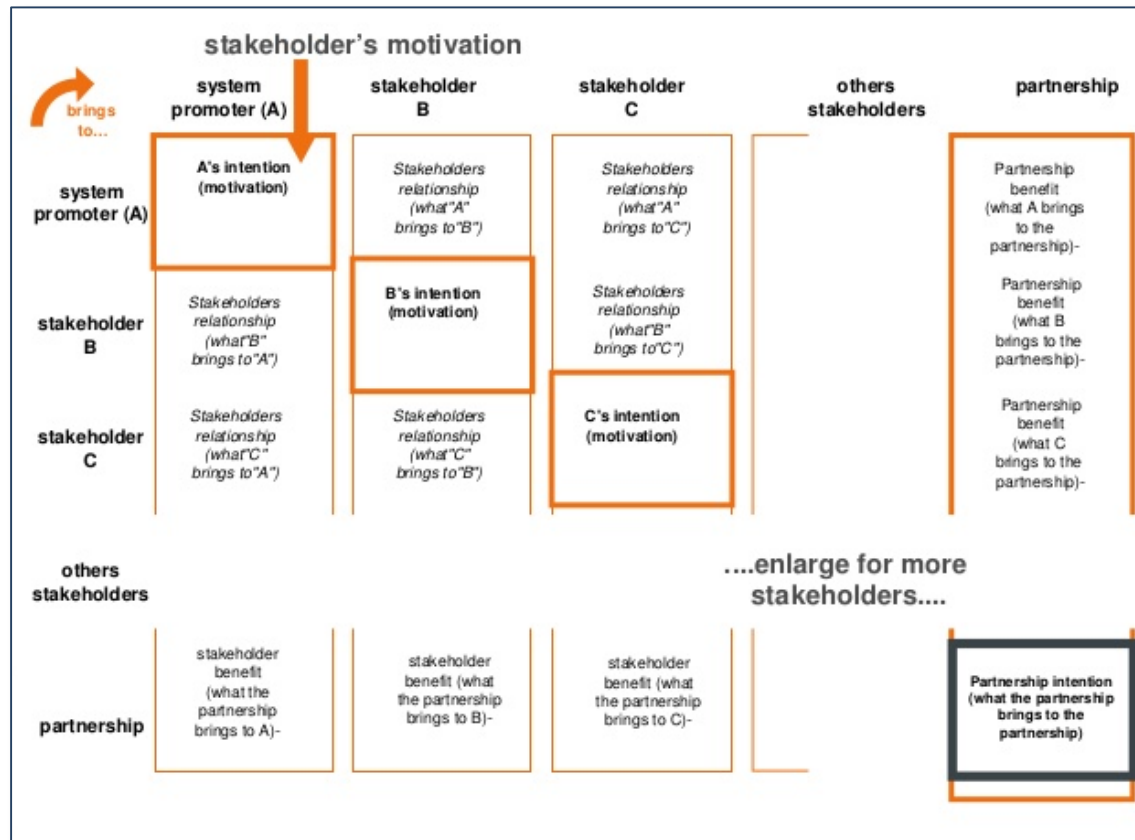 stakeholder's motivation
brings
to...
system
promoter (A)
stakeholder
B
stakeholder
C
others
stakeholders
partnership
system
promoter (A)
A's intention
(motivation)
Stakeholders
relationship
(what"A"
brings to"B")
Stakeholders
relationship
(what"A"
brings to"C")
Partnership
benefit
(what A brings
to the
partnership)-
stakeholder
B
Stakeholders
relationship
(what"B"
brings to"A")
B's intention
(motivation)
Stakeholders
relationship
(what"B"
brings to"C")
Partnership
benefit
(what B
brings to the
partnership)-
stakeholder
C
Stakeholders
relationship
(what"C"
brings to"A")
Stakeholders
relationship
(what"C"
brings to"B")
C's intention
(motivation)
Partnership
benefit
(what C
brings to the
partnership)-
others
stakeholders
....enlarge for more
stakeholders....
partnership
stakeholder
benefit
(what the
partnership
brings to A)-
stakeholder
benefit (what
the partnership
brings to B)-
stakeholder
benefit (what
the partnership
brings to C)-
Partnership intention
(what the partnership
brings to the
partnership)